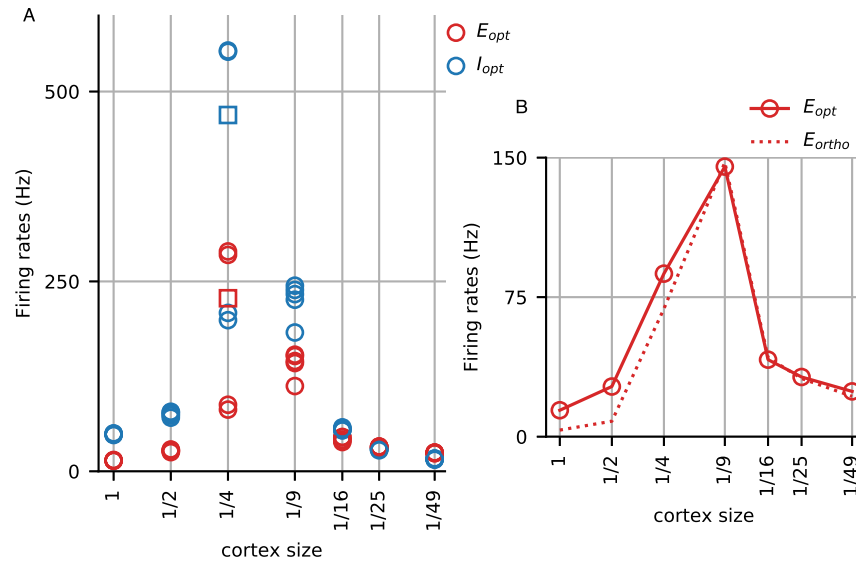 A
E_opt
I_opt
500
250
0
Firing rates (Hz)
1
1/2
1/4
1/9
1/16
1/25
1/49
cortex size
B
E_opt
E_ortho
150
75
0
Firing rates (Hz)
1
1/2
1/4
1/9
1/16
1/25
1/49
cortex size